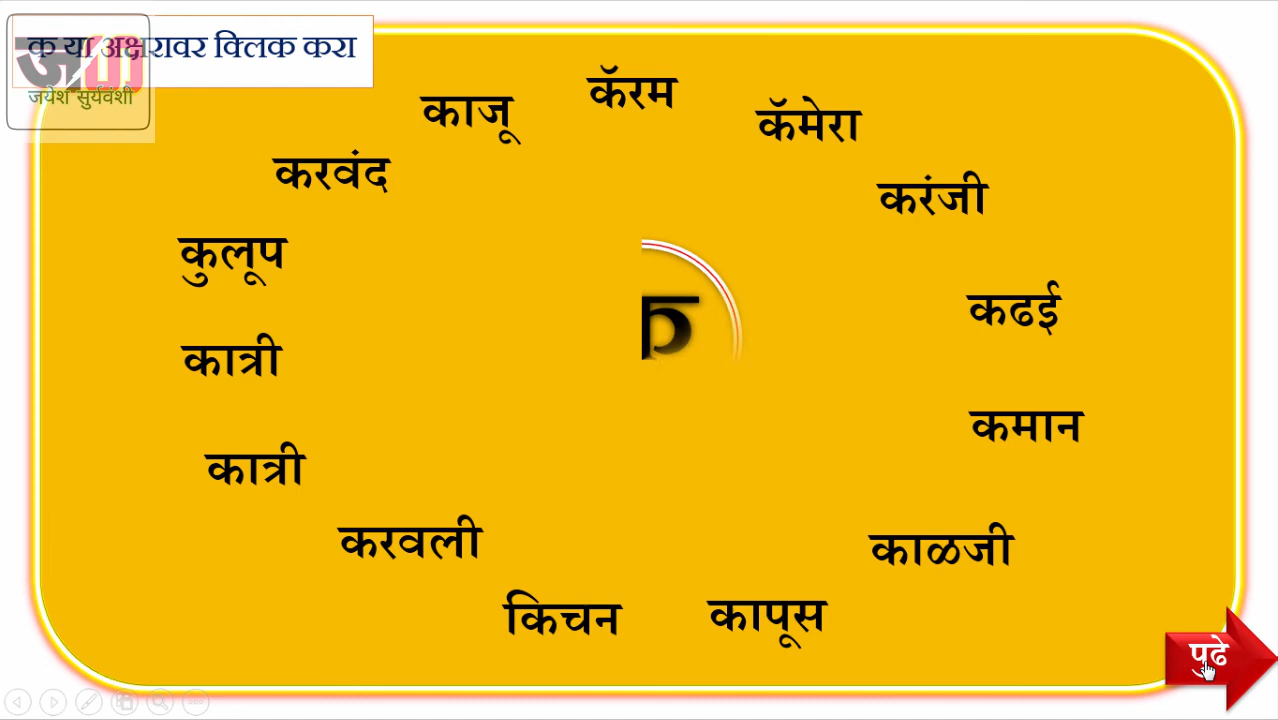 क या अक्षरावर क्लिक करा
जयेश सुर्यवंशी
कॅरम
काजू
कॅमेरा
करवंद
करंजी
कुलूप
क
कढई
कात्री
कमान
कात्री
करवली
काळजी
किचन
कापूस
पुढे